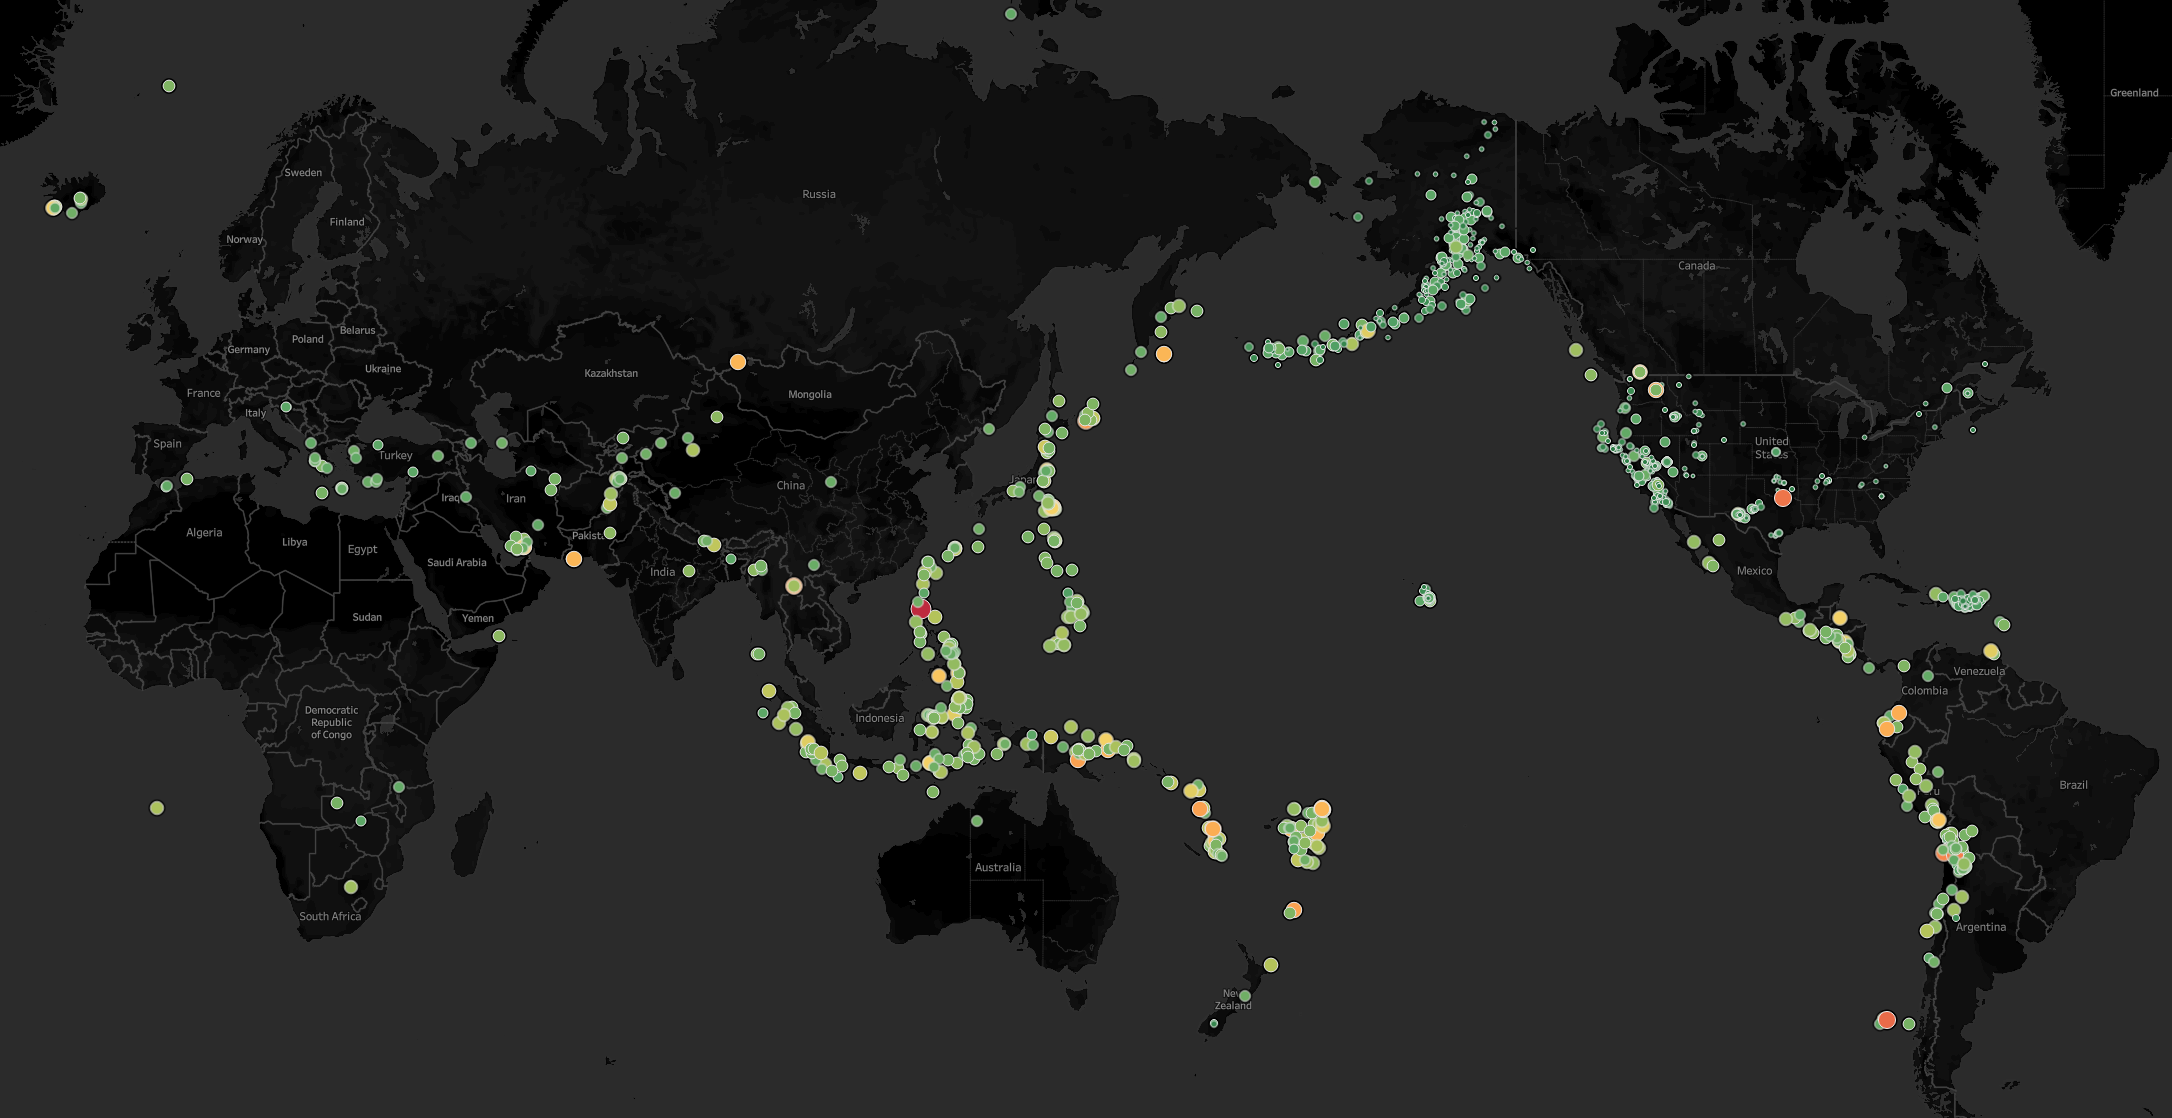 Greenland
Sweden
Russia
Finland
Norway
Canada
Belarus
Poland
Germany
Ukraine
Kazakhstan
France
Mongolia
Italy
Spain
United
States
Turkey
Japan
China
Iraq
Iran
Algeria
Pakist
Libya
Egypt
Saudi Arabia
India
Mexico
Sudan
Yemen
Venezuela
Colombia
Democratic
Republic
of Congo
Indonesia
Brazil
ru
Australia
South Africa
Argentina
New
Zealand